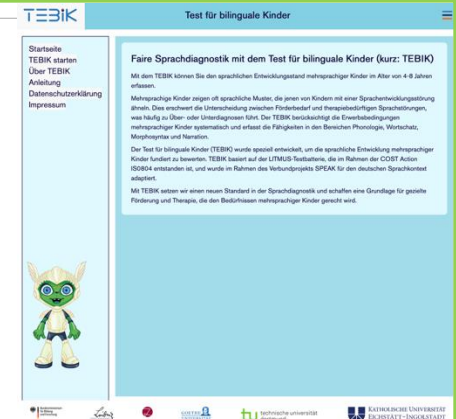 TEBiK
Test für bilinguale Kinder
Startseite
TEBIK starten
Über TEBIK
Anleitung
Datenschutzerklärung
Impressum
Faire Sprachdiagnostik mit dem Test für bilinguale Kinder (kurz: TEBIK)
Mit dem TEBIK können Sie den sprachlichen Entwicklungsstand mehrsprachiger Kinder im Alter von 4-8 Jahren
erfassen.
Mehrsprachige Kinder zeigen oft sprachliche Muster, die jenen von Kindern mit einer Sprachentwicklungsstörung
ähneln. Dies erschwert die Unterscheidung zwischen Förderbedarf und therapiebedürftigen Sprachstörungen,
was häufig zu Über- oder Unterdiagnosen führt. Der TEBIK berücksichtigt die Erwerbsbedingungen
mehrsprachiger Kinder systematisch und erfasst die Fähigkeiten in den Bereichen Phonologie, Wortschatz,
Morphosyntax und Narration.
Der Test für bilinguale Kinder (TEBIK) wurde speziell entwickelt, um die sprachliche Entwicklung mehrsprachiger
Kinder fundiert zu bewerten. TEBIK basiert auf der LITMUS-Testbatterie, die im Rahmen der COST Action
IS0804 entstanden ist, und wurde im Rahmen des Verbundprojekts SPEAK für den deutschen Sprachkontext
adaptiert.
Mit TEBIK setzen wir einen neuen Standard in der Sprachdiagnostik und schaffen eine Grundlage für gezielte
Förderung und Therapie, die den Bedürfnissen mehrsprachiger Kinder gerecht wird.
GOETHE
technische universität
KATHOLISCHE UNIVERSITÄT
EICHSTÄTT-INGOLSTADT